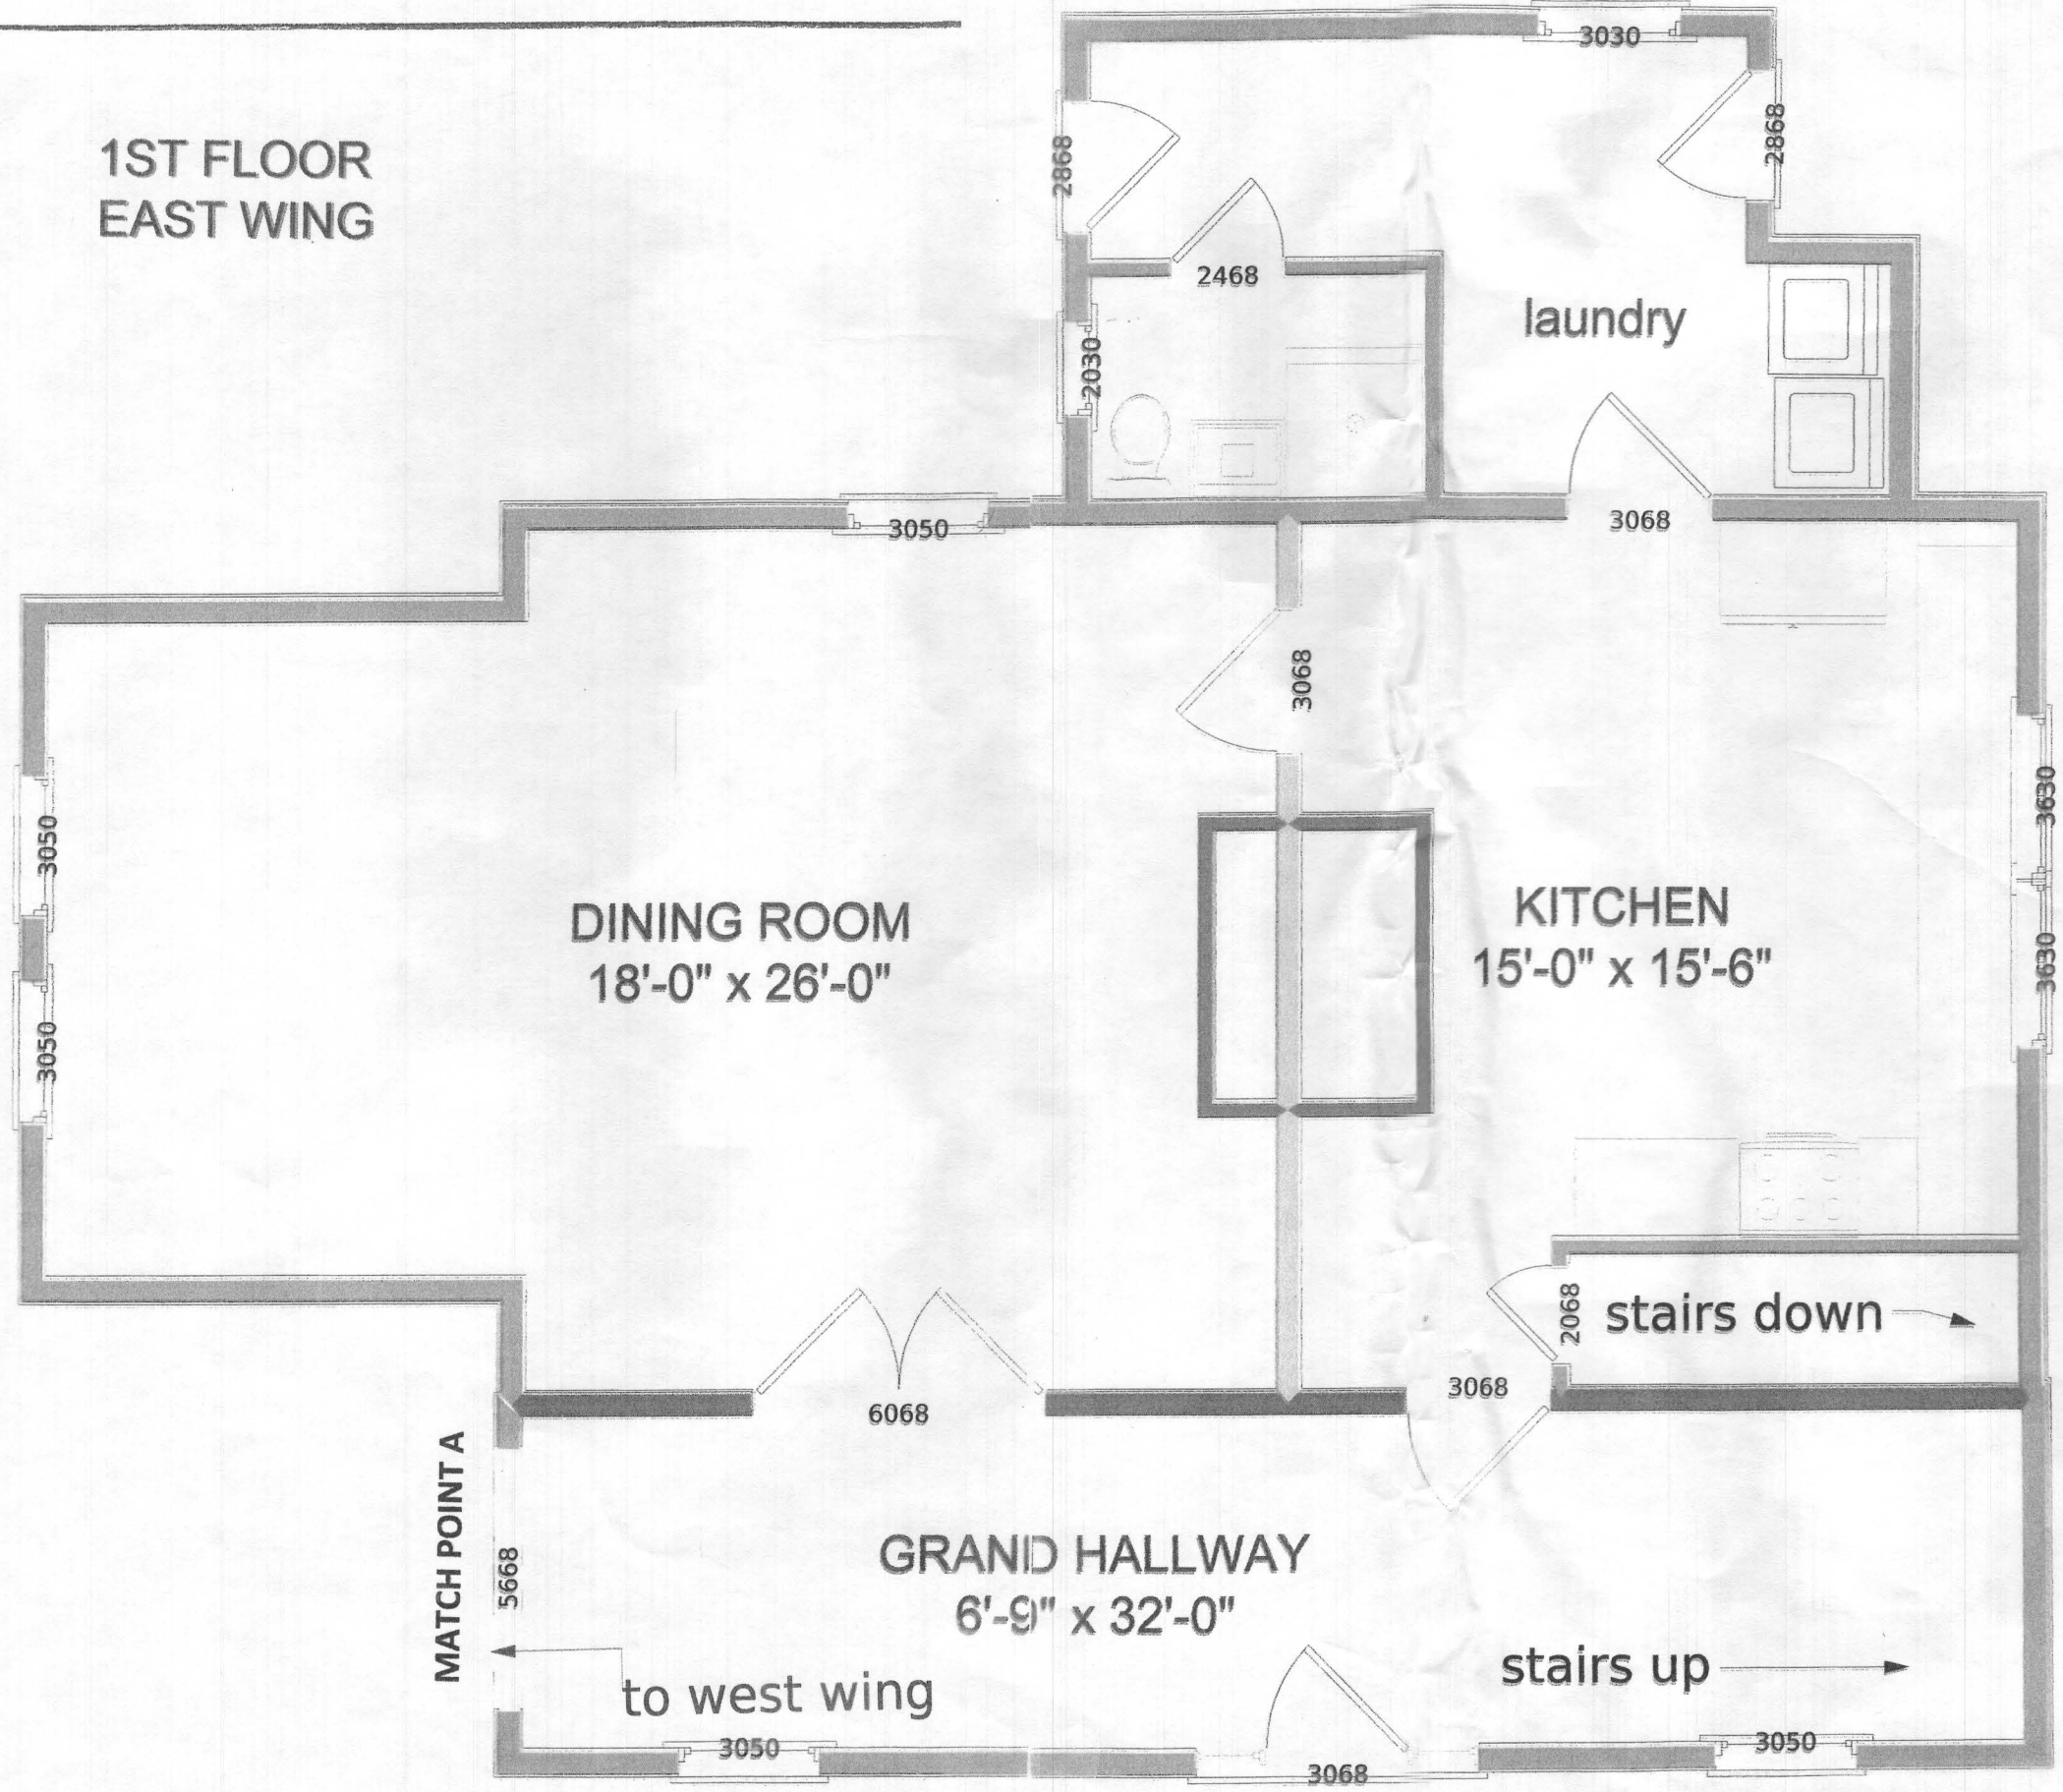 3030
2868
2868
1ST FLOOR
EAST WING
2468
laundry
2030
3050
3068
3068
3630
3050
DINING ROOM
18'-0" x 26'-0"
KITCHEN
15'-0" x 15'-6"
3630
3050
2068
stairs down
3068
6068
MATCH POINT A
5668
GRAND HALLWAY
6'-9" x 32'-0"
stairs up
to west wing
3050
3050
3068